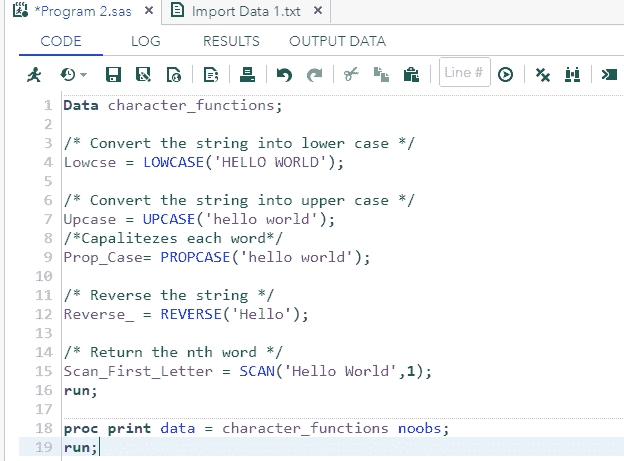 *Program 2.sas × Import Data 1.txt ×
CODE LOG RESULTS OUTPUT DATA
Line #
1 Data character_functions;
2
3 /* Convert the string into lower case */
4 Lowcse = LOWCASE('HELLO WORLD');
5
6 /* Convert the string into upper case */
7 Upcase = UPCASE('hello world');
8 /*Capalitezes each word*/
9 Prop_Case= PROPCASE('hello world');
10
11 /* Reverse the string */
12 Reverse_ = REVERSE('Hello');
13
14 /* Return the nth word */
15 Scan_First_Letter = SCAN('Hello World',1);
16 run;
17
18 proc print data = character_functions noobs;
19 run;